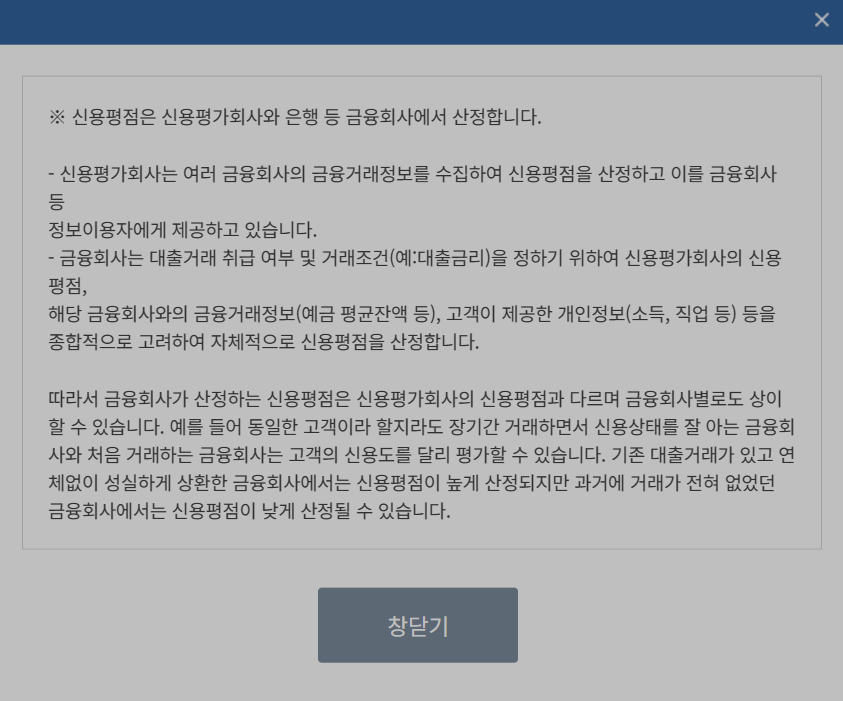 ※ 신용평점은 신용평가회사와 은행 등 금융회사에서 산정합니다.
- 신용평가회사는 여러 금융회사의 금융거래정보를 수집하여 신용평점을 산정하고 이를 금융회사
등
정보이용자에게 제공하고 있습니다.
- 금융회사는 대출거래 취급 여부 및 거래조건(예:대출금리)을 정하기 위하여 신용평가회사의 신용
평점,
해당 금융회사와의 금융거래정보(예금 평균잔액 등), 고객이 제공한 개인정보(소득, 직업 등) 등을
종합적으로 고려하여 자체적으로 신용평점을 산정합니다.
따라서 금융회사가 산정하는 신용평점은 신용평가회사의 신용평점과 다르며 금융회사별로도 상이
할 수 있습니다. 예를 들어 동일한 고객이라 할지라도 장기간 거래하면서 신용상태를 잘 아는 금융회
사와 처음 거래하는 금융회사는 고객의 신용도를 달리 평가할 수 있습니다. 기존 대출거래가 있고 연
체없이 성실하게 상환한 금융회사에서는 신용평점이 높게 산정되지만 과거에 거래가 전혀 없었던
금융회사에서는 신용평점이 낮게 산정될 수 있습니다.
창닫기